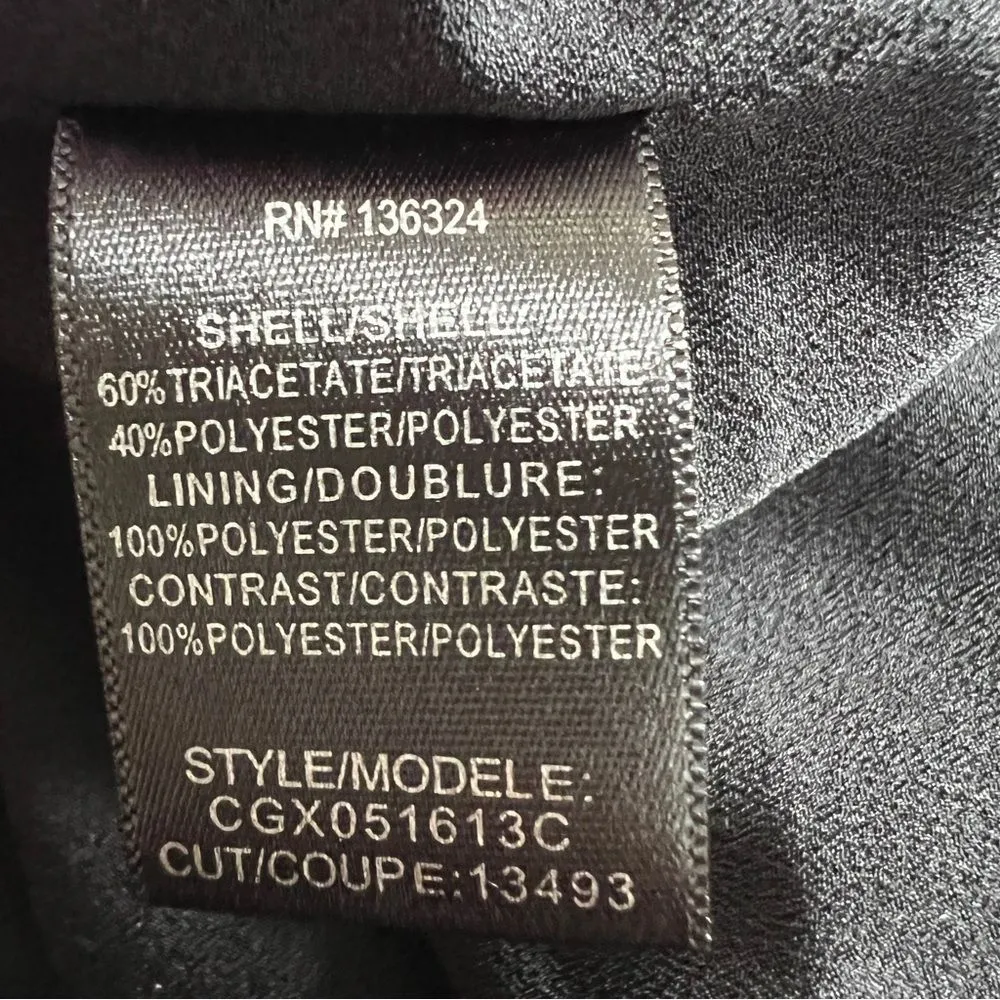 RN# 136324
SHELL/SHELL:
60%TRIACETATE/TRIACETATE
40%POLYESTER/POLYESTER
LINING/DOUBLURE:
100%POLYESTER/POLYESTER
CONTRAST/CONTRASTE:
100%POLYESTER/POLYESTER
STYLE/MODELE:
CGX051613C
CUT/COUPE:13493